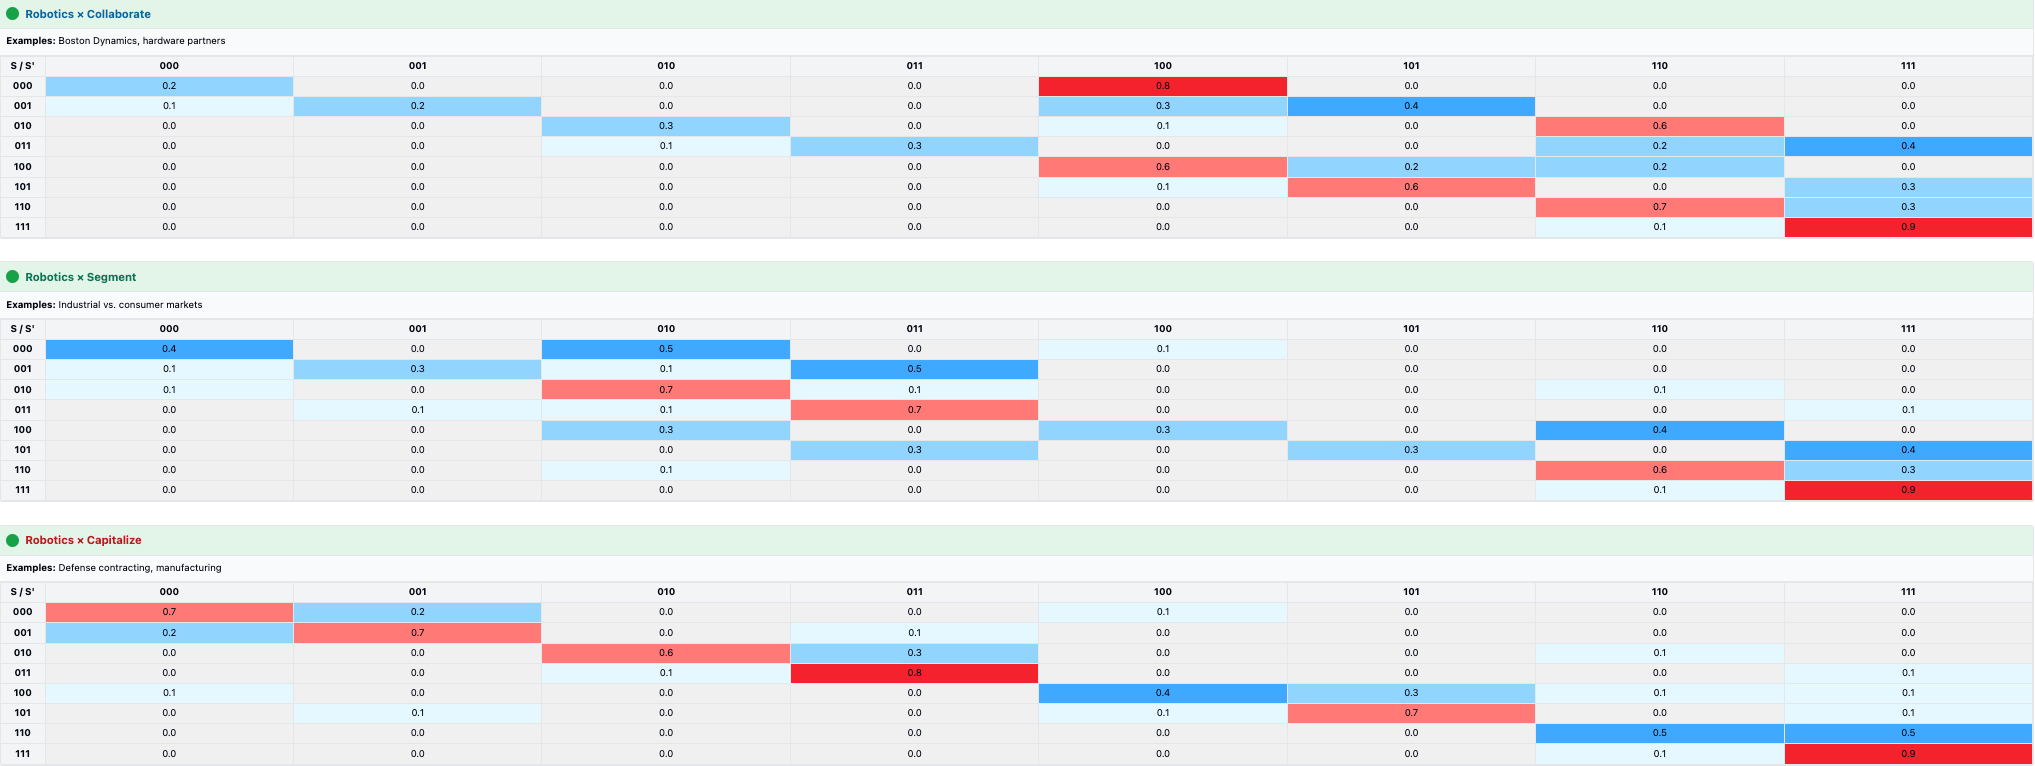 Robotics × Collaborate
Examples: Boston Dynamics, hardware partners
S / S' 000 001 010 011 100 101 110 111
000 0.2 0.0 0.0 0.0 0.8 0.0 0.0 0.0
001 0.1 0.2 0.0 0.0 0.3 0.4 0.0 0.0
010 0.0 0.0 0.3 0.0 0.1 0.0 0.6 0.0
011 0.0 0.0 0.1 0.3 0.0 0.0 0.2 0.4
100 0.0 0.0 0.0 0.0 0.6 0.2 0.2 0.0
101 0.0 0.0 0.0 0.0 0.1 0.6 0.0 0.3
110 0.0 0.0 0.0 0.0 0.0 0.0 0.7 0.3
111 0.0 0.0 0.0 0.0 0.0 0.0 0.1 0.9
Robotics × Segment
Examples: Industrial vs. consumer markets
S / S' 000 001 010 011 100 101 110 111
000 0.4 0.0 0.5 0.0 0.1 0.0 0.0 0.0
001 0.1 0.3 0.1 0.5 0.0 0.0 0.0 0.0
010 0.1 0.0 0.7 0.1 0.0 0.0 0.1 0.0
011 0.0 0.1 0.1 0.7 0.0 0.0 0.0 0.1
100 0.0 0.0 0.3 0.0 0.3 0.0 0.4 0.0
101 0.0 0.0 0.0 0.3 0.0 0.3 0.0 0.4
110 0.0 0.0 0.1 0.0 0.0 0.0 0.6 0.3
111 0.0 0.0 0.0 0.0 0.0 0.0 0.1 0.9
Robotics × Capitalize
Examples: Defense contracting, manufacturing
S / S' 000 001 010 011 100 101 110 111
000 0.7 0.2 0.0 0.0 0.1 0.0 0.0 0.0
001 0.2 0.7 0.0 0.1 0.0 0.0 0.0 0.0
010 0.0 0.0 0.6 0.3 0.0 0.0 0.1 0.0
011 0.0 0.0 0.1 0.8 0.0 0.0 0.0 0.1
100 0.1 0.0 0.0 0.0 0.4 0.3 0.1 0.1
101 0.0 0.1 0.0 0.0 0.1 0.7 0.0 0.1
110 0.0 0.0 0.0 0.0 0.0 0.0 0.5 0.5
111 0.0 0.0 0.0 0.0 0.0 0.0 0.1 0.9